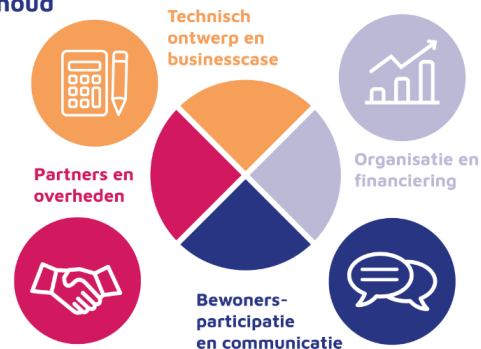 houd
Technisch
ontwerp en
businesscase
Organisatie en
financiering
Partners en
overheden
Bewoners-
participatie
en communicatie